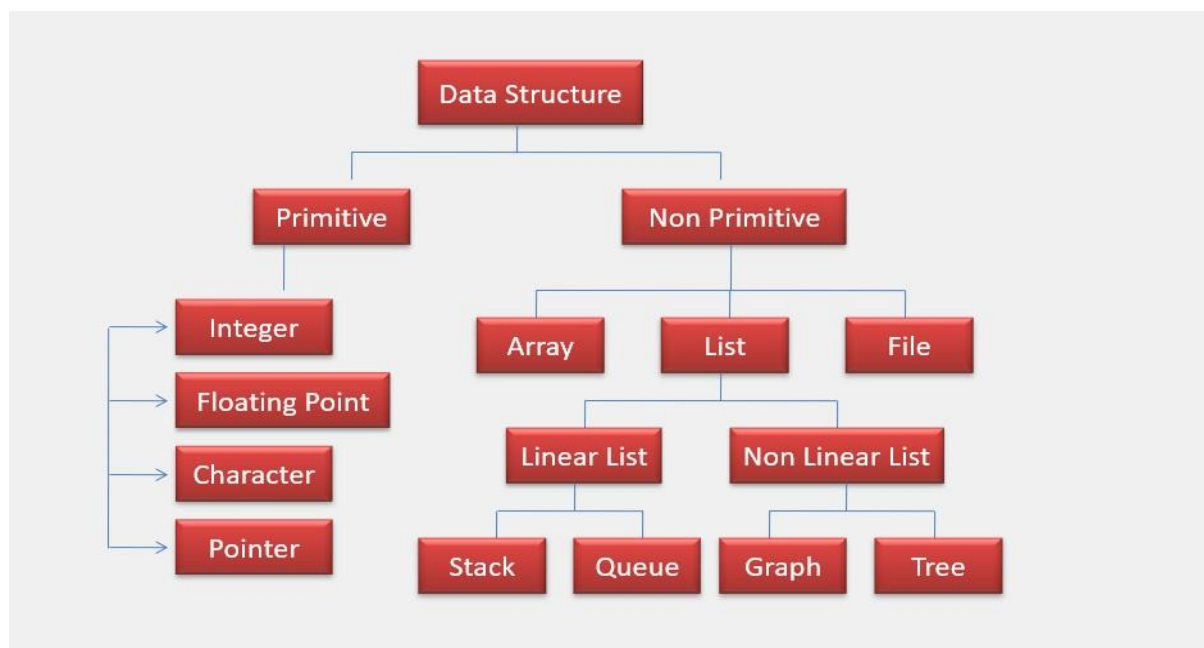 Data Structure
Primitive
Non Primitive
Integer
Floating Point
Character
Pointer
Array
List
File
Linear List
Non Linear List
Stack
Queue
Graph
Tree